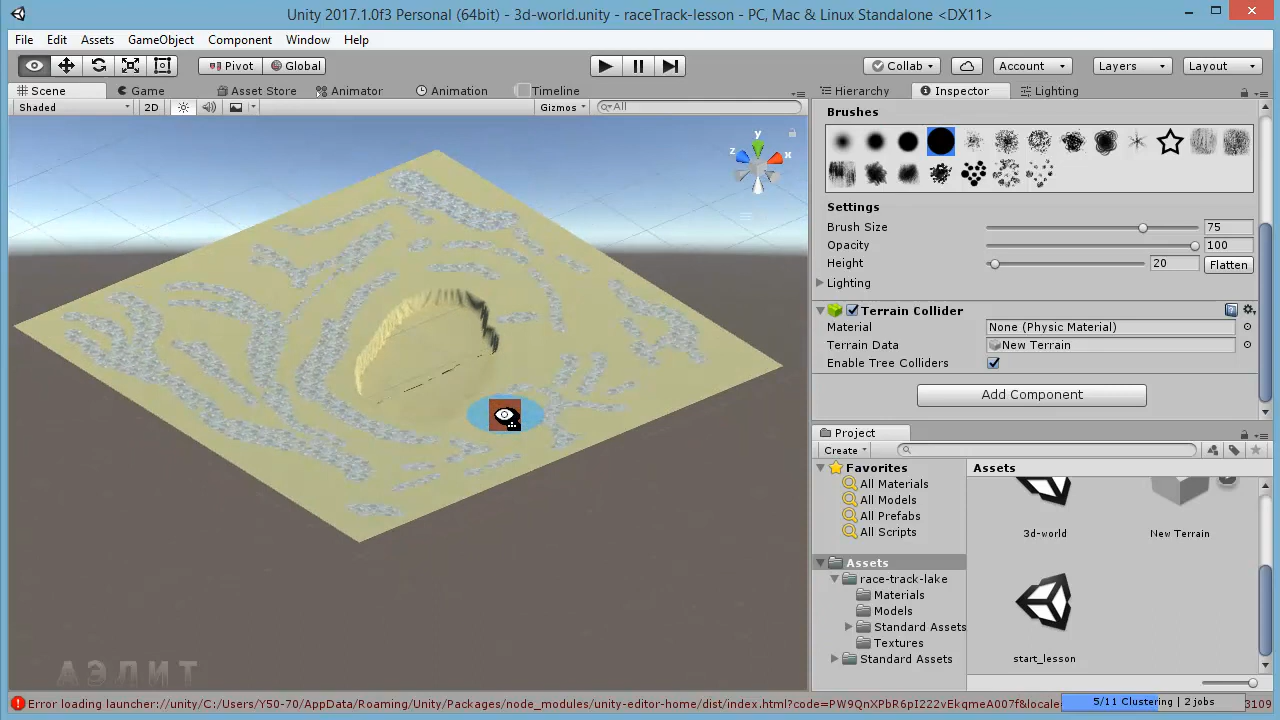 Unity 2017.1.0f3 Personal (64bit) - 3d-world.unity - raceTrack-lesson - PC, Mac & Linux Standalone <DX11>
File Edit Assets GameObject Component Window Help
Pivot Global Collab Account Layers Layout
Scene Game Asset Store Animator Animation Timeline
Shaded 2D Gizmos All
y
z x
Hierarchy Inspector Lighting
Brushes
Settings
Brush Size 75
Opacity 100
Height 20 Flatten
Lighting
Terrain Collider
Material None (Physic Material)
Terrain Data New Terrain
Enable Tree Colliders
Add Component
Project
Create
Favorites
All Materials
All Models
All Prefabs
All Scripts
Assets
race-track-lake
Materials
Models
Standard Assets
Textures
Standard Assets
Assets
3d-world New Terrain
start_lesson
АЭЛИТ
Error loading launcher://unity/C:/Users/Y50-70/AppData/Roaming/Unity/Packages/node_modules/unity-editor-home/dist/index.html?code=PW9QnXPbR6pI222vEkqmeA007f&locale
5/11 Clustering | 2 jobs 3109